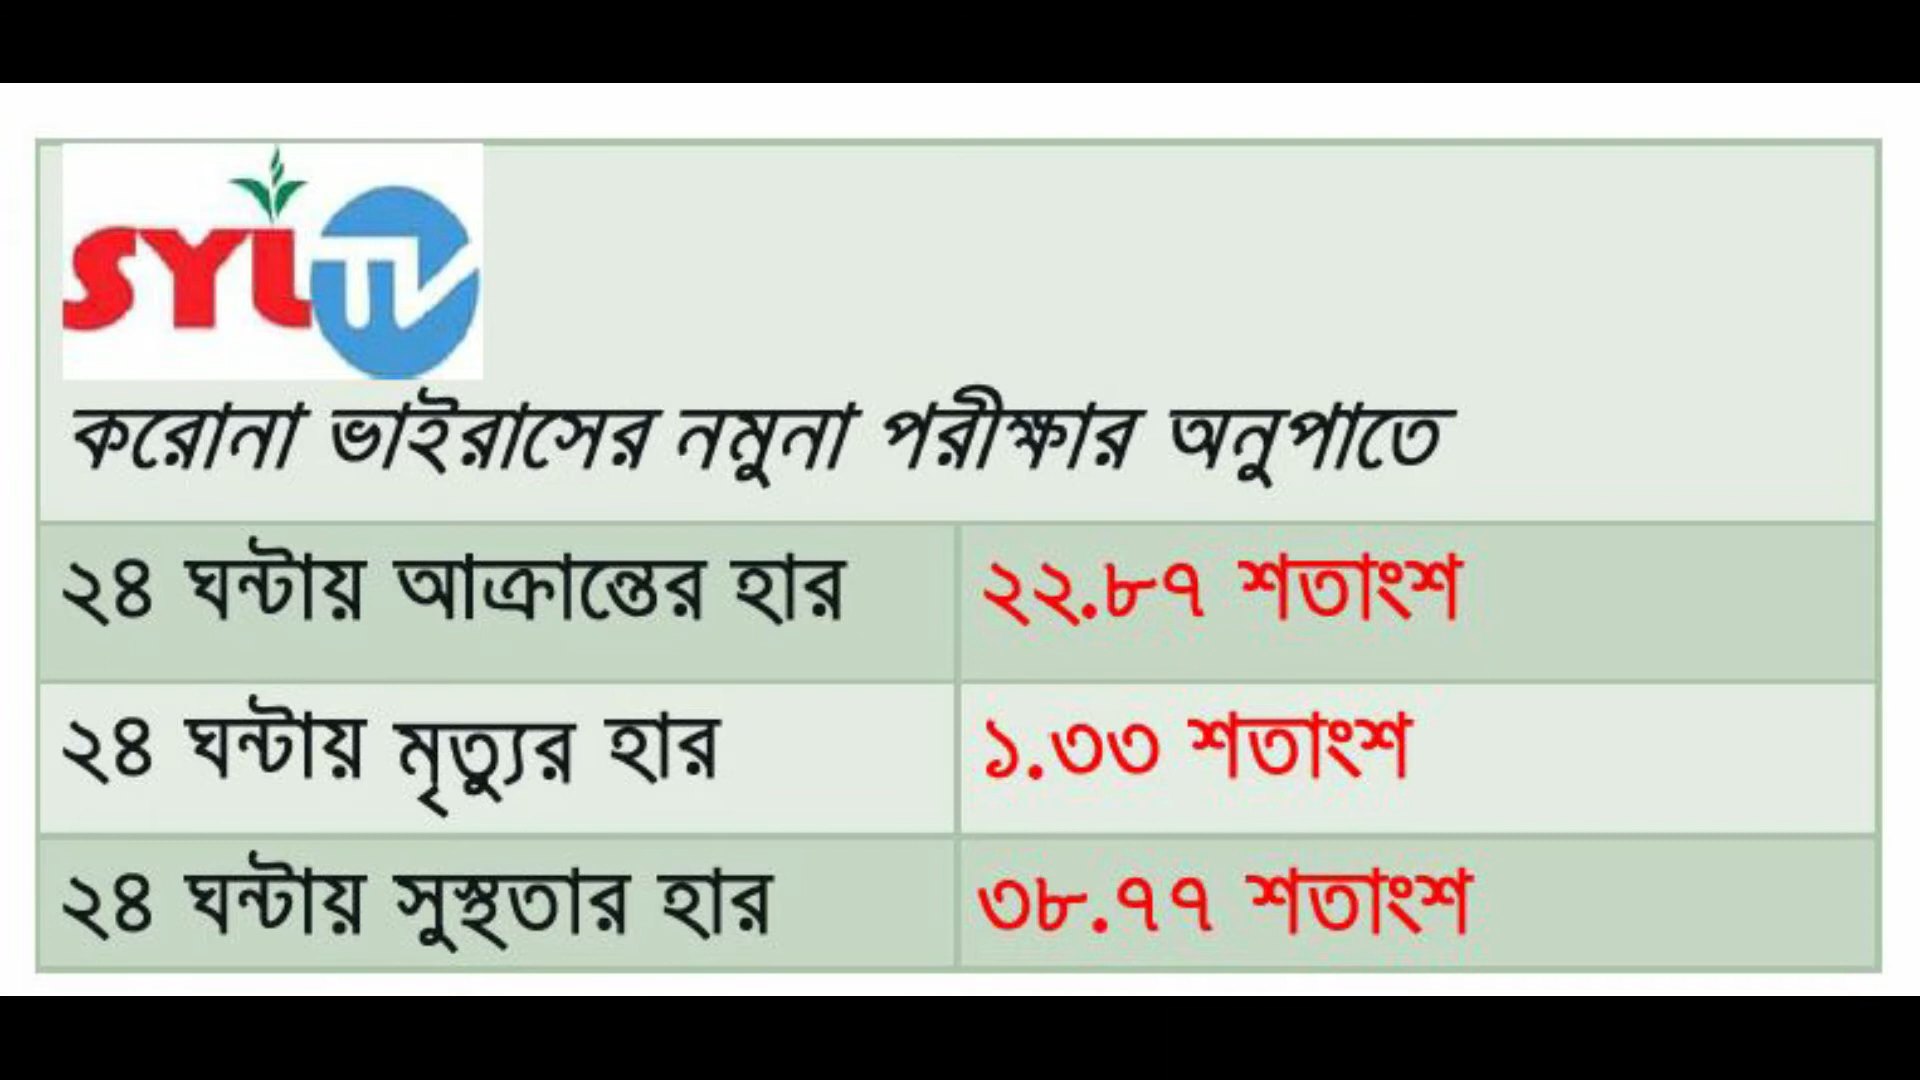 SYLTV
করোনা ভাইরাসের নমুনা পরীক্ষার অনুপাতে
২৪ ঘন্টায় আক্রান্তের হার ২২.৮৭ শতাংশ
২৪ ঘন্টায় মৃত্যুর হার ১.৩৩ শতাংশ
২৪ ঘন্টায় সুস্থতার হার ৩৮.৭৭ শতাংশ